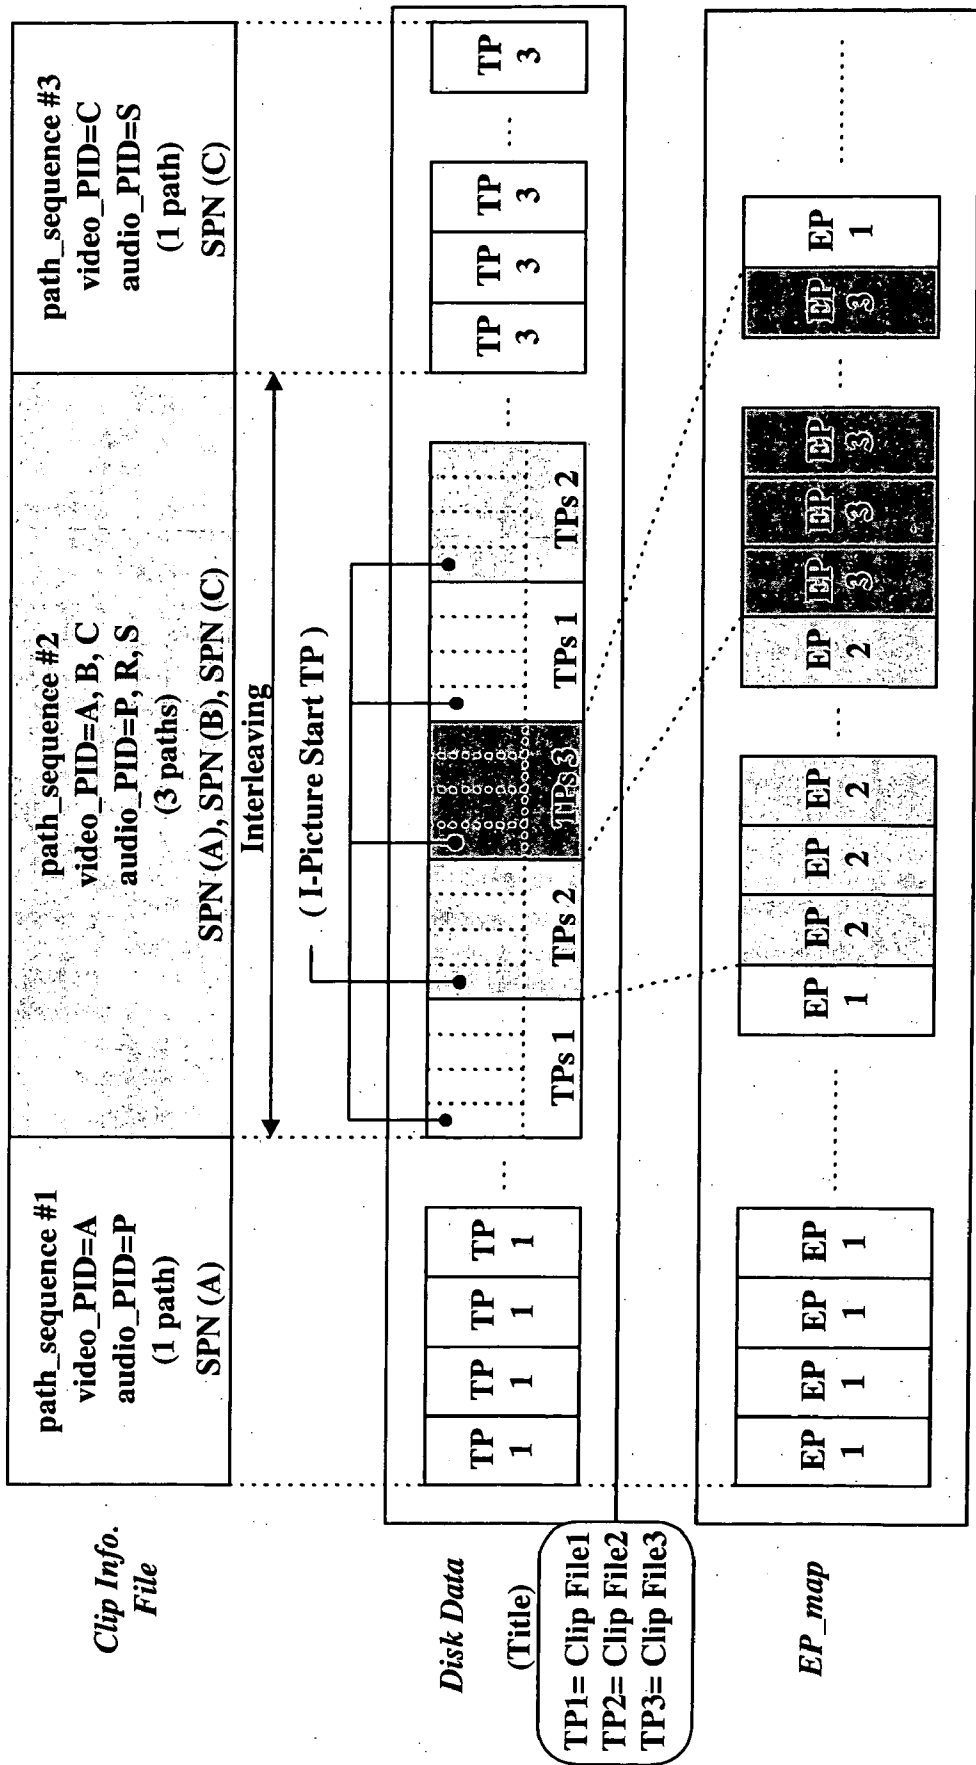 Clip Info.
File
path_sequence #1
video_PID=A
audio_PID=P
(1 path)
SPN (A)
path_sequence #2
video_PID=A, B, C
audio_PID=P, R, S
(3 paths)
SPN (A), SPN (B), SPN (C)
path_sequence #3
video_PID=C
audio_PID=S
(1 path)
SPN (C)
Interleaving
( I-Picture Start TP )
Disk Data
(Title)
TP1= Clip File1
TP2= Clip File2
TP3= Clip File3
TP
1
TP
1
TP
1
TP
1
TPs 1
TPs 2
TPs 3
TPs 1
TPs 2
TP
3
TP
3
TP
3
TP
3
EP_map
EP
1
EP
1
EP
1
EP
1
EP
1
EP
2
EP
2
EP
2
EP
2
EP
3
EP
3
EP
3
EP
3
EP
1